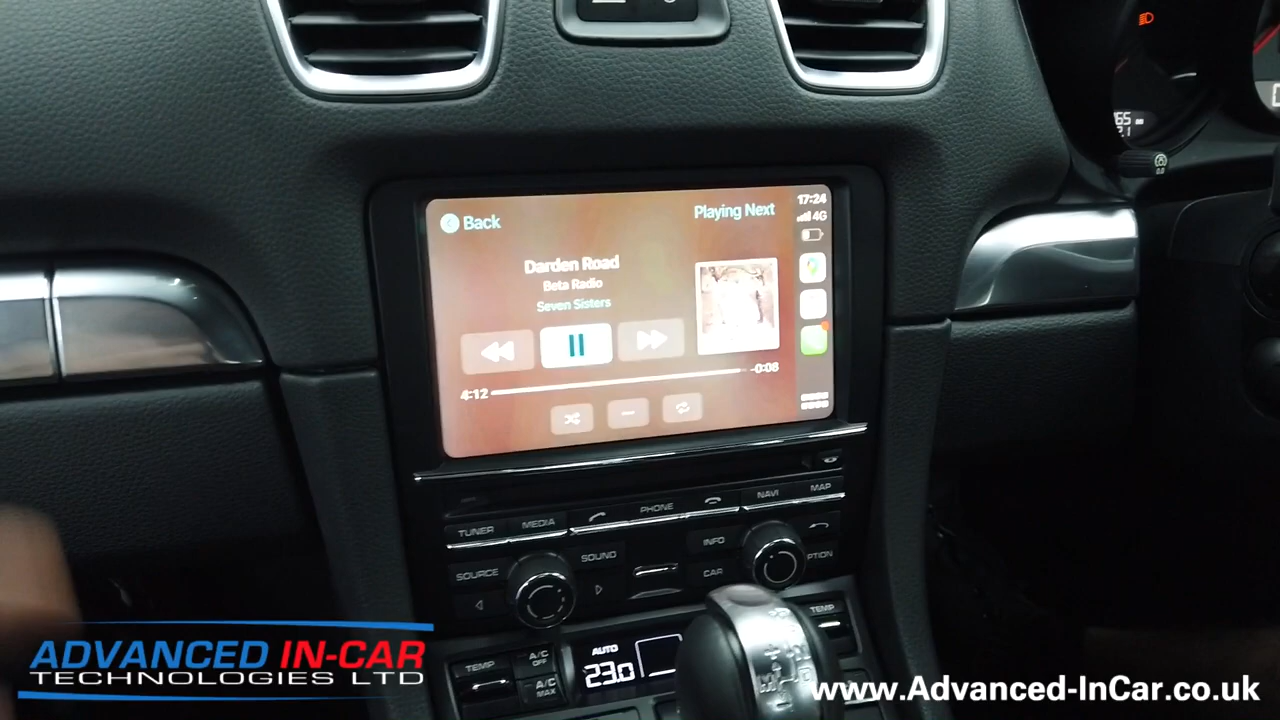 Back
Playing Next
17:24
4G
Darden Road
Beta Radio
Seven Sisters
4:12
-0:08
TUNER
MEDIA
PHONE
NAVI
MAP
SOURCE
SOUND
INFO
CAR
PTION
TEMP
A/C
OFF
A/C
MAX
AUTO
23.0
TEMP
ADVANCED IN-CAR
TECHNOLOGIES LTD
www.Advanced-InCar.co.uk